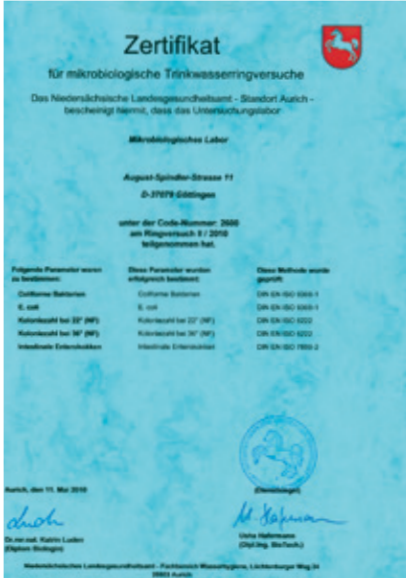 Zertifikat
für mikrobiologische Trinkwasserringversuche
Das Niedersächsische Landesgesundheitsamt - Standort Aurich -
bescheinigt hiermit, dass das Untersuchungslabor
Mikrobiologisches Labor
August-Spindler-Strasse 11
D-37079 Göttingen
unter der Code-Nummer: 2600
am Ringversuch II / 2010
teilgenommen hat.
Folgende Parameter waren zu bestimmen:
Diese Parameter wurden erfolgreich bestimmt:
Diese Methode wurde geprüft:
Coliforme Bakterien Coliforme Bakterien DIN EN ISO 9308-1
E. coli E. coli DIN EN ISO 9308-1
Koloniezahl bei 22° (NF) Koloniezahl bei 22° (NF) DIN EN ISO 6222
Koloniezahl bei 36° (NF) Koloniezahl bei 36° (NF) DIN EN ISO 6222
Intestinale Enterokokken Intestinale Enterokokken DIN EN ISO 7899-2
Aurich, den 11. Mai 2010
(Dienstsiegel)
Dr.rer.nat. Katrin Luden
(Diplom Biologin)
Uta Hafermann
(Dipl.Ing. BioTech.)
Niedersächsisches Landesgesundheitsamt - Fachbereich Wasserhygiene, Lüchtenburger Weg 24
26603 Aurich